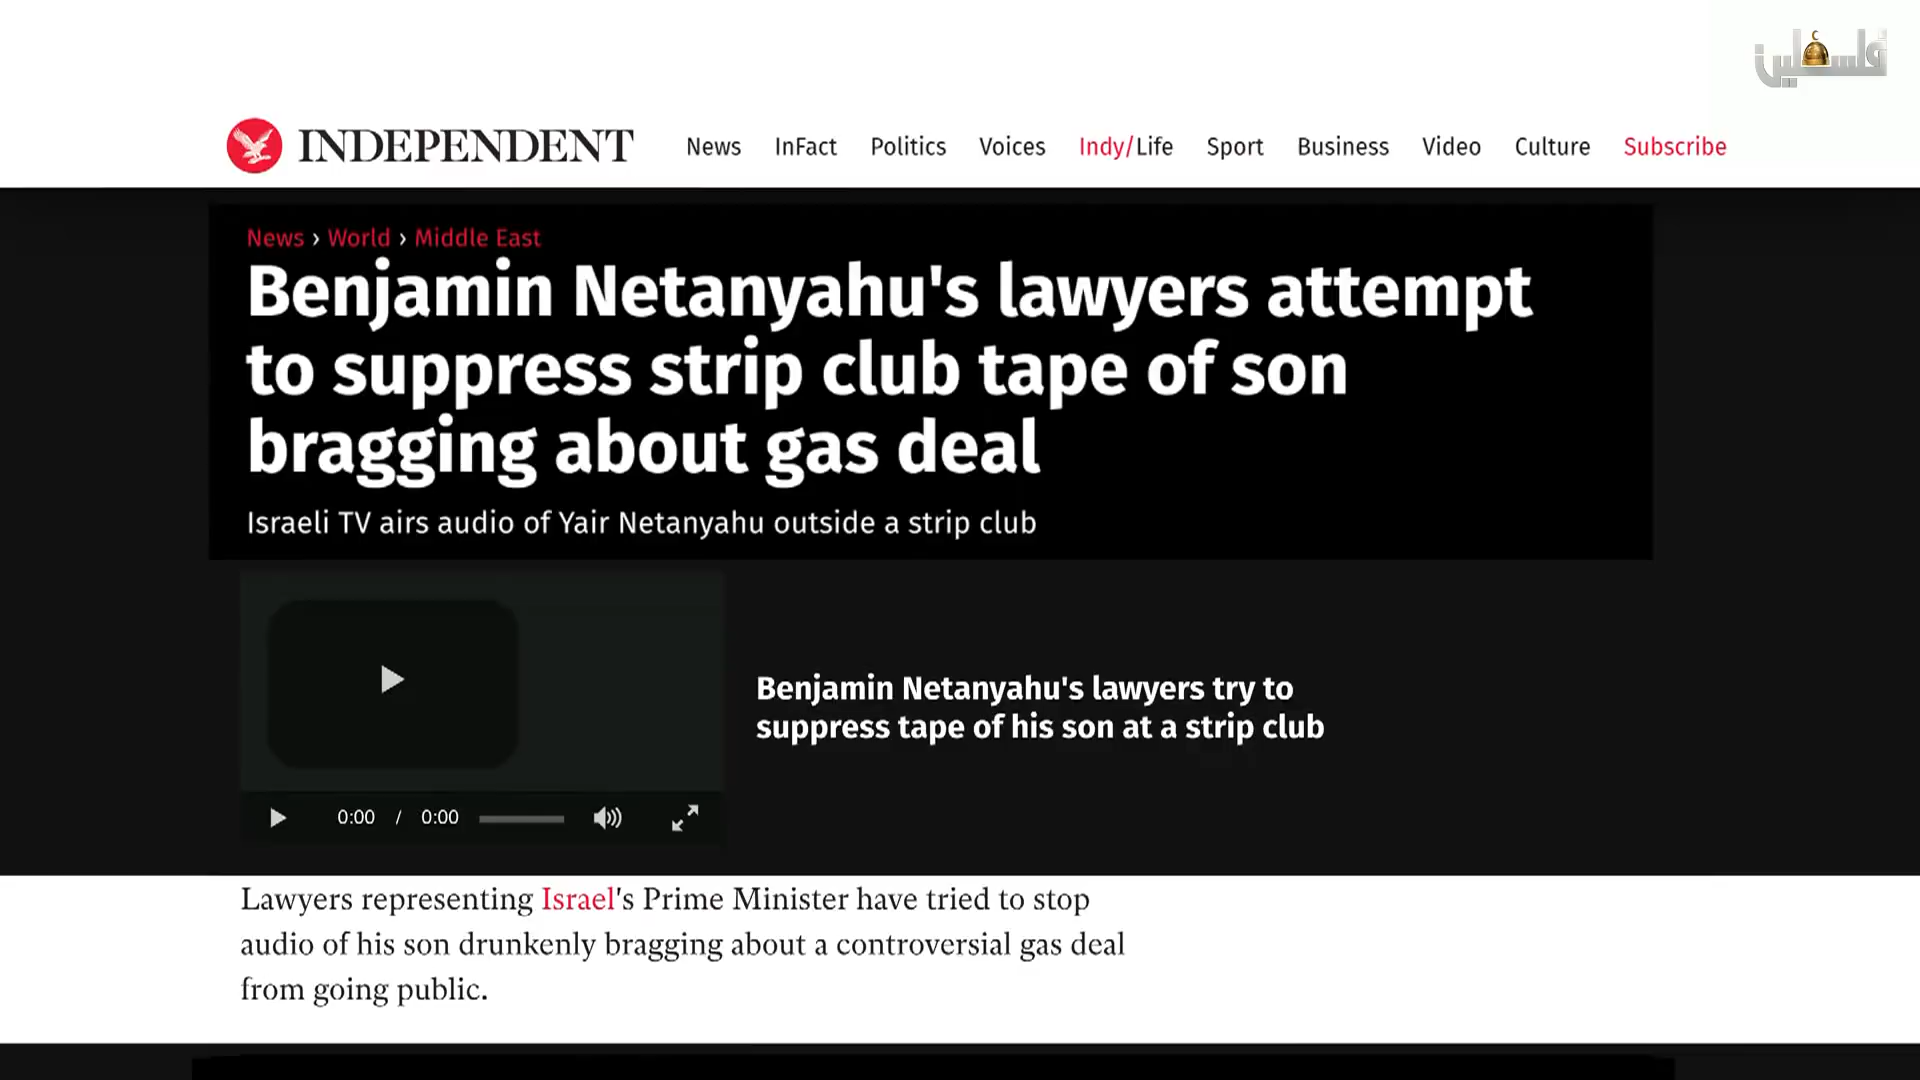 فلسطين
INDEPENDENT News InFact Politics Voices Indy/Life Sport Business Video Culture Subscribe
News › World › Middle East
Benjamin Netanyahu's lawyers attempt
to suppress strip club tape of son
bragging about gas deal
Israeli TV airs audio of Yair Netanyahu outside a strip club
Benjamin Netanyahu's lawyers try to
suppress tape of his son at a strip club
0:00 / 0:00
Lawyers representing Israel's Prime Minister have tried to stop
audio of his son drunkenly bragging about a controversial gas deal
from going public.